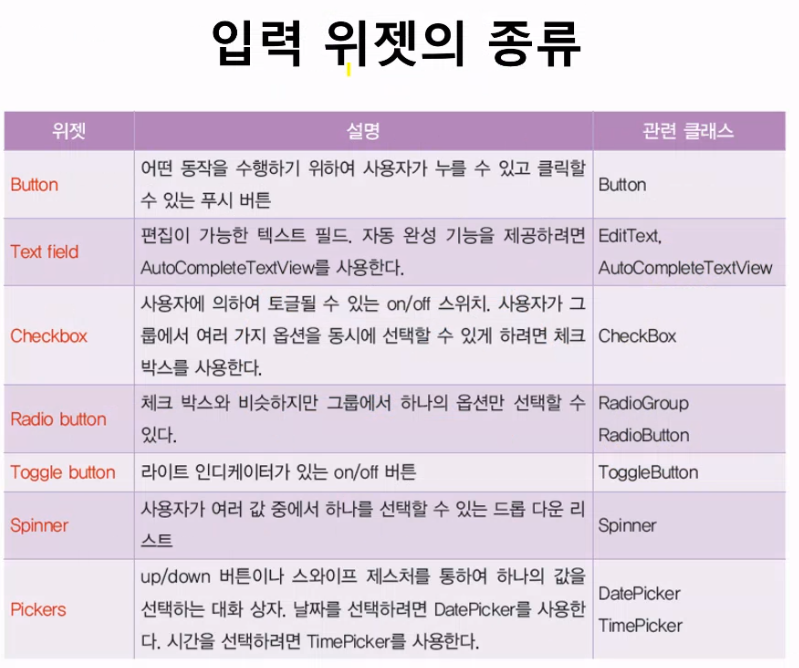 입력 위젯의 종류
위젯 설명 관련 클래스
Button 어떤 동작을 수행하기 위하여 사용자가 누를 수 있고 클릭할 Button
수 있는 푸시 버튼
Text field 편집이 가능한 텍스트 필드. 자동 완성 기능을 제공하려면 EditText,
AutoCompleteTextView를 사용한다. AutoCompleteTextView
사용자에 의하여 토글될 수 있는 on/off 스위치. 사용자가 그
Checkbox 룹에서 여러 가지 옵션을 동시에 선택할 수 있게 하려면 체크 CheckBox
박스를 사용한다.
Radio button 체크 박스와 비슷하지만 그룹에서 하나의 옵션만 선택할 수 RadioGroup
있다. RadioButton
Toggle button 라이트 인디케이터가 있는 on/off 버튼 ToggleButton
Spinner 사용자가 여러 값 중에서 하나를 선택할 수 있는 드롭 다운 리 Spinner
스트
up/down 버튼이나 스와이프 제스처를 통하여 하나의 값을 DatePicker
Pickers 선택하는 대화 상자. 날짜를 선택하려면 DatePicker를 사용한 TimePicker
다. 시간을 선택하려면 TimePicker를 사용한다.